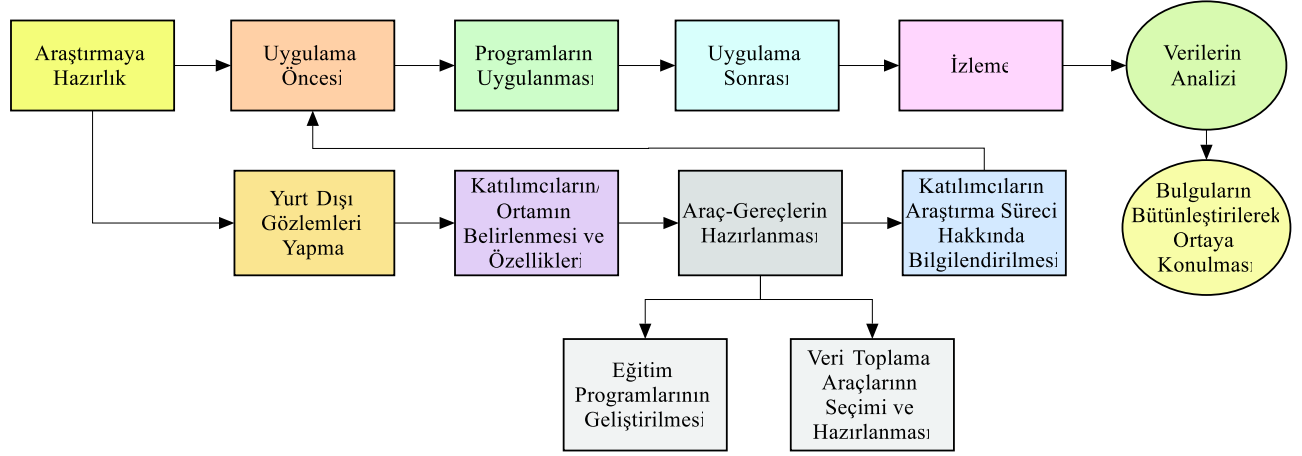 Araştırmaya
Hazırlık
Uygulama
Öncesi
Programların
Uygulanması
Uygulama
Sonrası
İzleme
Verilerin
Analizi
Yurt Dışı
Gözlemleri
Yapma
Katılımcıların/
Ortamın
Belirlenmesi ve
Özellikleri
Araç-Gereçlerin
Hazırlanması
Katılımcıların
Araştırma Süreci
Hakkında
Bilgilendirilmesi
Bulguların
Bütünleştirilerek
Ortaya
Konulması
Eğitim
Programlarının
Geliştirilmesi
Veri Toplama
Araçlarınn
Seçimi ve
Hazırlanması